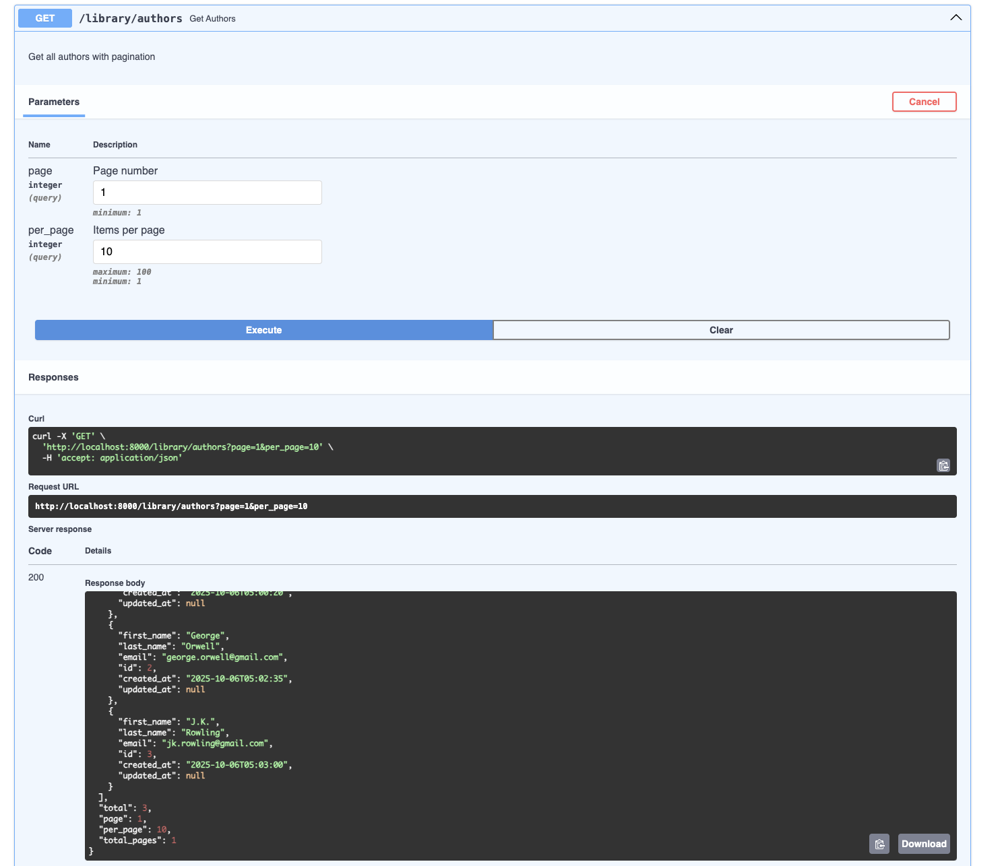 GET /library/authors Get Authors
Get all authors with pagination
Parameters Cancel
Name Description
page Page number
integer 1
(query)
minimum: 1
per_page Items per page
integer 10
(query)
maximum: 100
minimum: 1
Execute Clear
Responses
Curl
curl -X 'GET' \
  'http://localhost:8000/library/authors?page=1&per_page=10' \
  -H 'accept: application/json'
Request URL
http://localhost:8000/library/authors?page=1&per_page=10
Server response
Code Details
200
Response body
      "created_at": "2025-10-06T05:00:20",
      "updated_at": null
    },
    {
      "first_name": "George",
      "last_name": "Orwell",
      "email": "george.orwell@gmail.com",
      "id": 2,
      "created_at": "2025-10-06T05:02:35",
      "updated_at": null
    },
    {
      "first_name": "J.K.",
      "last_name": "Rowling",
      "email": "jk.rowling@gmail.com",
      "id": 3,
      "created_at": "2025-10-06T05:03:00",
      "updated_at": null
    }
  ],
  "total": 3,
  "page": 1,
  "per_page": 10,
  "total_pages": 1
}
Download